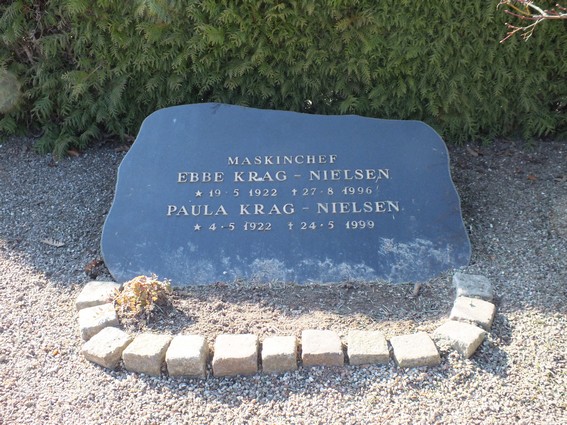 MASKINCHEF
EBBE KRAG - NIELSEN
★ 19 · 5 1922 † 27 - 8 1996
PAULA KRAG - NIELSEN
★ 4 · 5 1922 † 24 · 5 1999